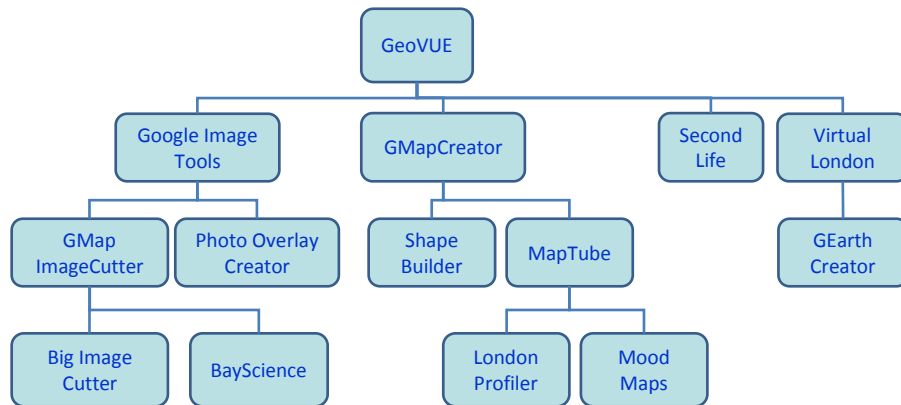 GeoVUE
Google Image
Tools
GMapCreator
Second
Life
Virtual
London
GMap
ImageCutter
Photo Overlay
Creator
Shape
Builder
MapTube
GEarth
Creator
Big Image
Cutter
BayScience
London
Profiler
Mood
Maps